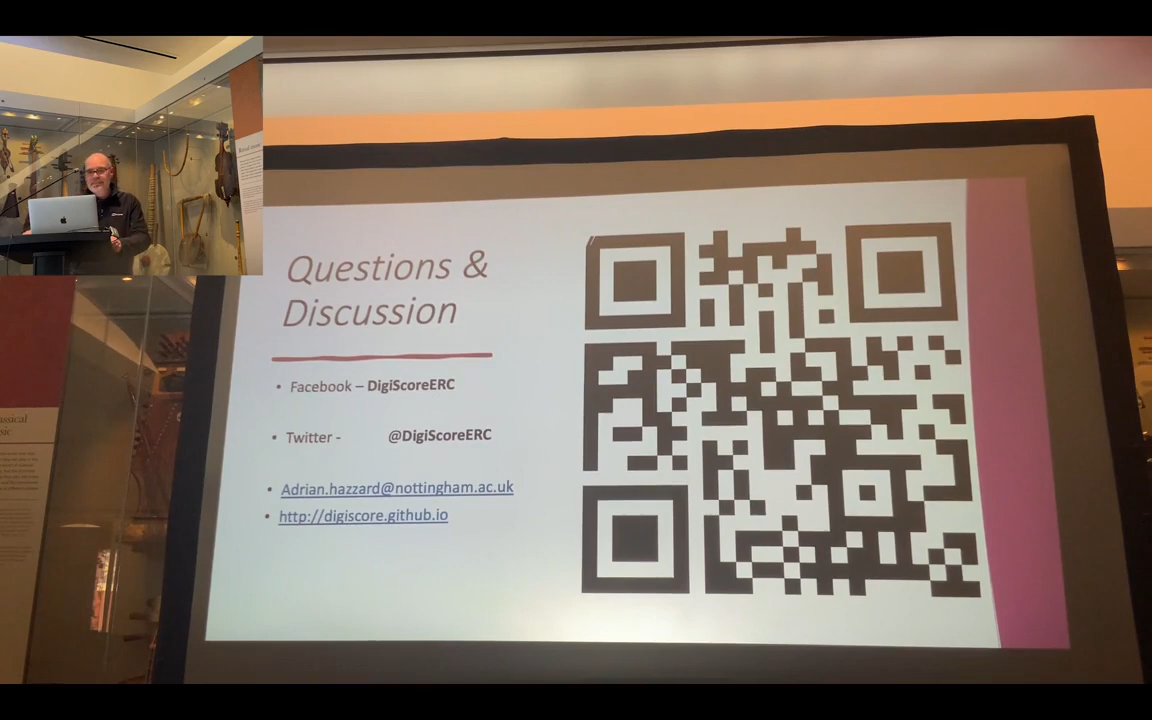 Questions &
Discussion
• Facebook – DigiScoreERC
• Twitter - @DigiScoreERC
• Adrian.hazzard@nottingham.ac.uk
• http://digiscore.github.io